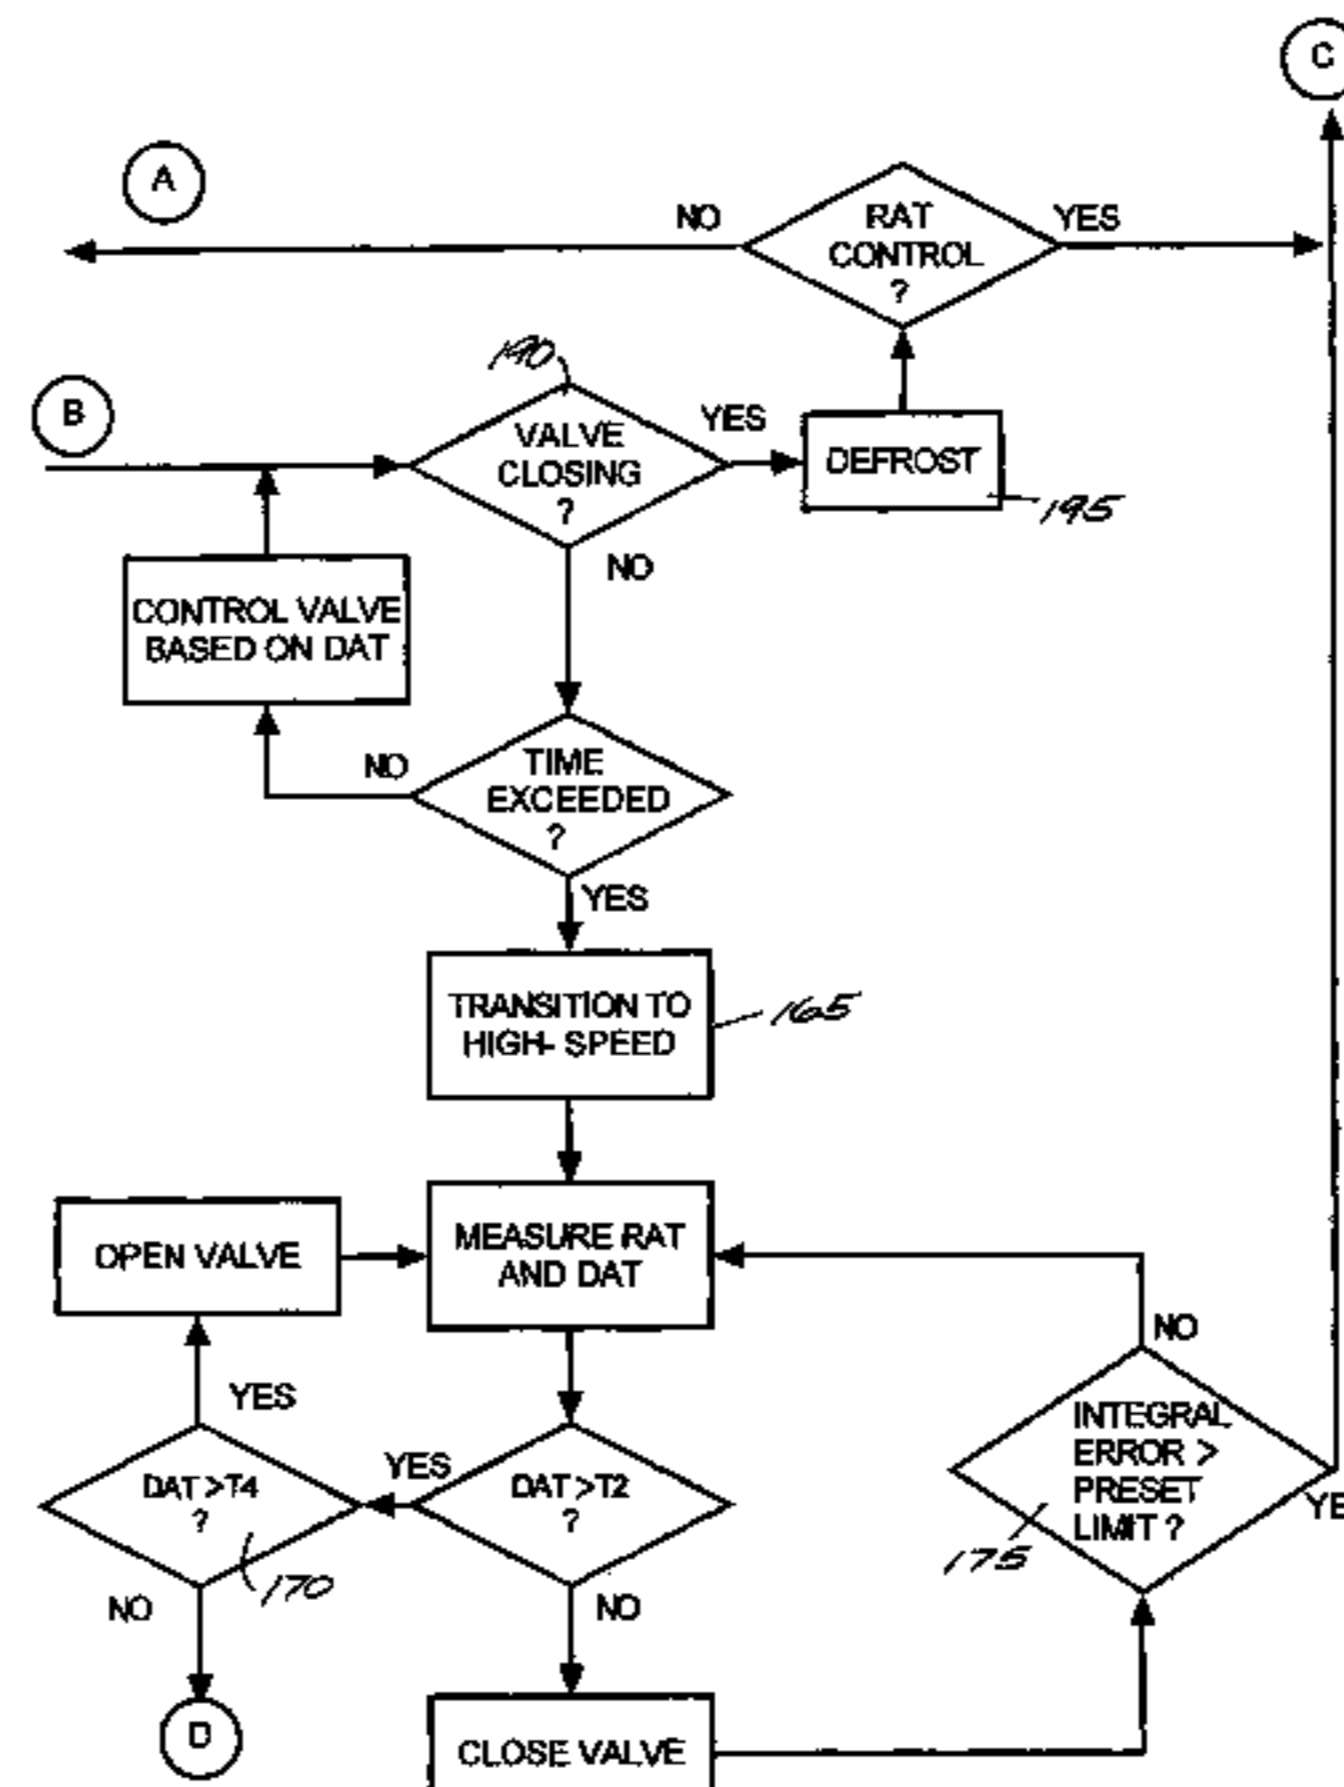 C
A
NO
RAT
CONTROL
?
YES
190
B
VALVE
CLOSING
?
YES
DEFROST
195
NO
CONTROL VALVE
BASED ON DAT
NO
TIME
EXCEEDED
?
YES
TRANSITION TO
HIGH- SPEED
165
OPEN VALVE
MEASURE RAT
AND DAT
NO
YES
INTEGRAL
ERROR >
PRESET
LIMIT ?
YE
175
DAT >T4
?
YES
DAT >T2
?
170
NO
NO
D
CLOSE VALVE